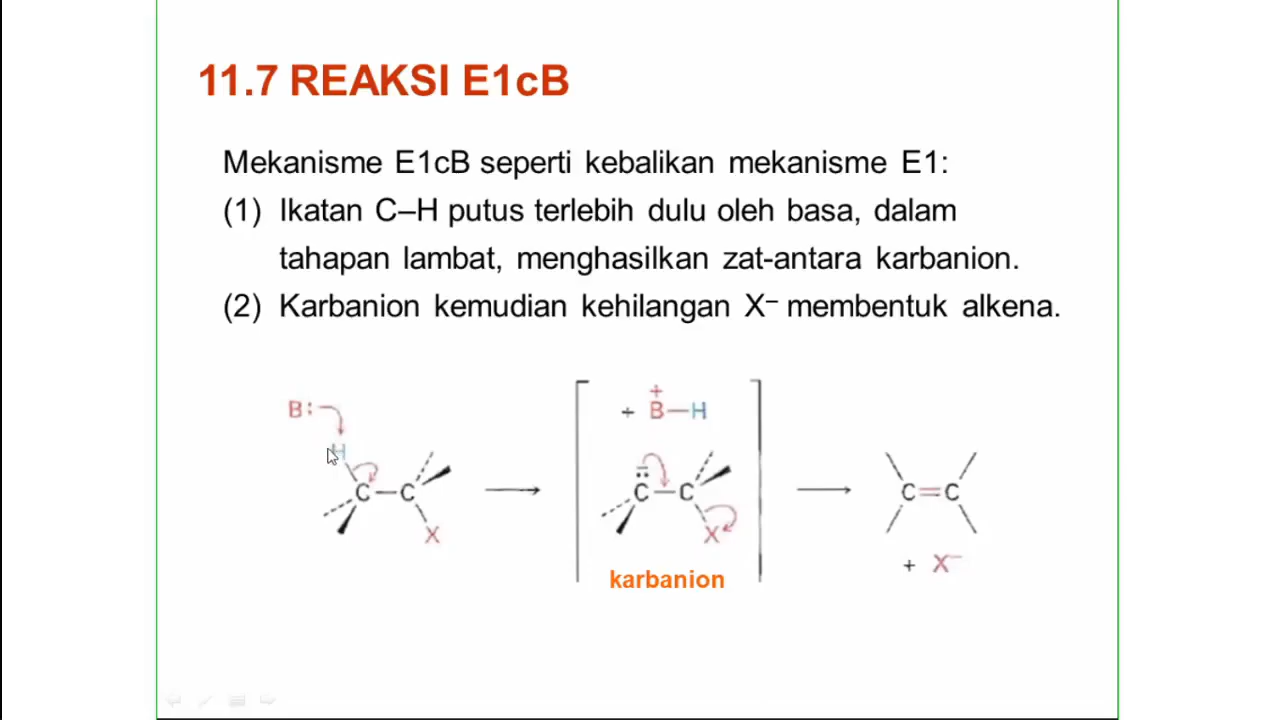 11.7 REAKSI E1cB
Mekanisme E1cB seperti kebalikan mekanisme E1:
(1) Ikatan C–H putus terlebih dulu oleh basa, dalam
tahapan lambat, menghasilkan zat-antara karbanion.
(2) Karbanion kemudian kehilangan X⁻ membentuk alkena.
B:
H
C–C
X
+ B⁺–H
C̈–C
X
karbanion
C=C
+ X⁻